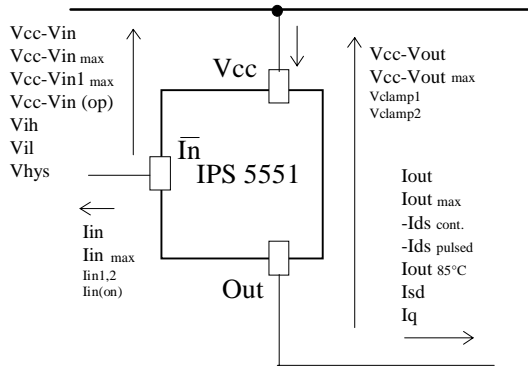 Vcc-Vin
Vcc-Vin max
Vcc-Vin1 max
Vcc-Vin (op)
Vih
Vil
Vhys
Vcc
Vcc-Vout
Vcc-Vout max
Vclamp1
Vclamp2
In
IPS 5551
Iin
Iin max
Iin1,2
Iin(on)
Out
Iout
Iout max
-Ids cont.
-Ids pulsed
Iout 85°C
Isd
Iq